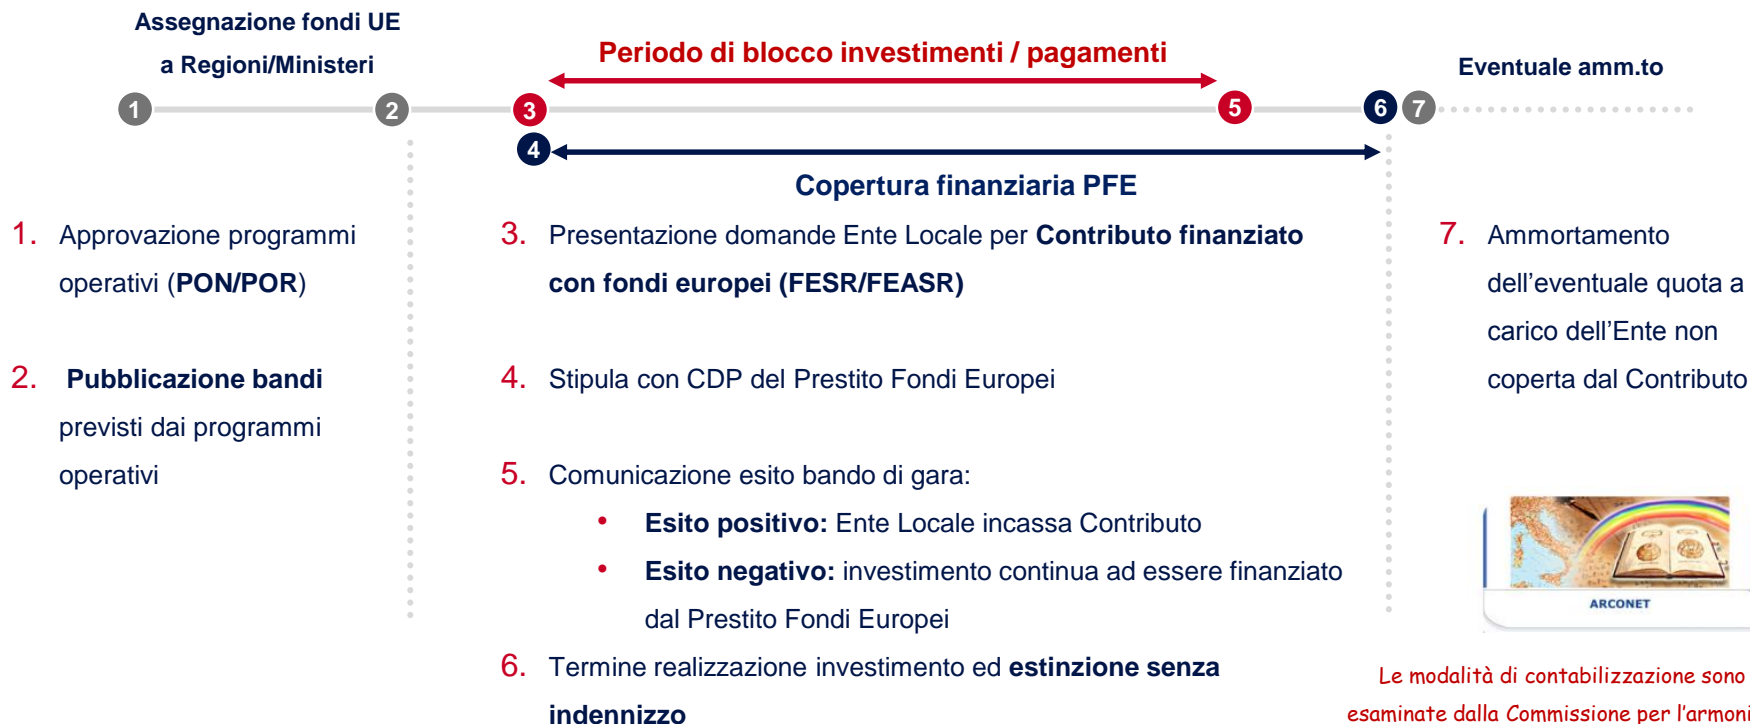 Assegnazione fondi UE
a Regioni/Ministeri
Periodo di blocco investimenti / pagamenti
Eventuale amm.to
1
2
3
5
6
7
4
Copertura finanziaria PFE
1. Approvazione programmi
operativi (PON/POR)
2. Pubblicazione bandi
previsti dai programmi
operativi
3. Presentazione domande Ente Locale per Contributo finanziato
con fondi europei (FESR/FEASR)
4. Stipula con CDP del Prestito Fondi Europei
5. Comunicazione esito bando di gara:
• Esito positivo: Ente Locale incassa Contributo
• Esito negativo: investimento continua ad essere finanziato
dal Prestito Fondi Europei
6. Termine realizzazione investimento ed estinzione senza
indennizzo
7. Ammortamento
dell'eventuale quota a
carico dell'Ente non
coperta dal Contributo
ARCONET
Le modalità di contabilizzazione sono
esaminate dalla Commissione per l'armoni